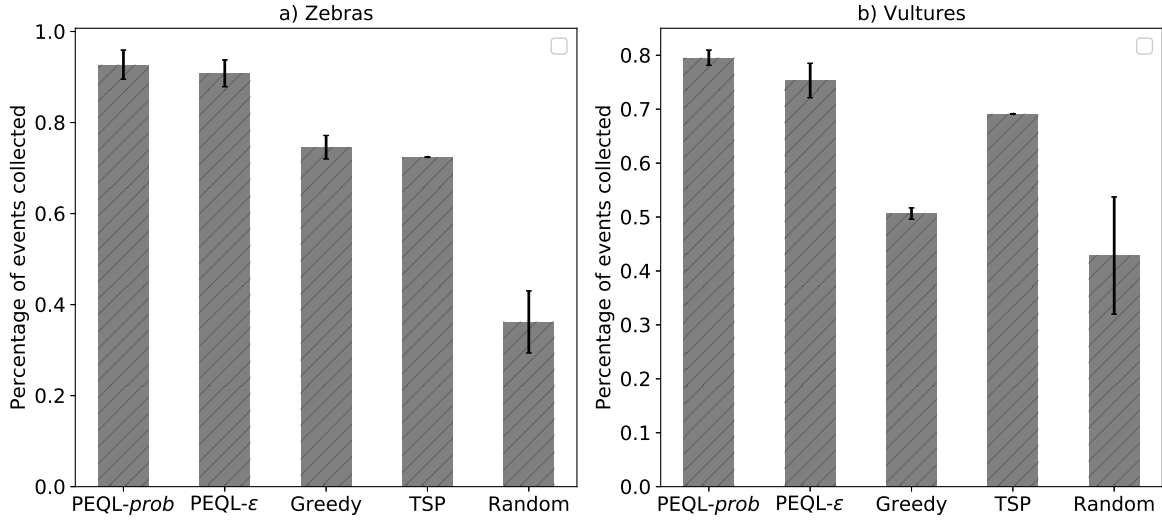 a) Zebras
Percentage of events collected
1.0
0.8
0.6
0.4
0.2
0.0
PEQL-prob PEQL-ε Greedy TSP Random
b) Vultures
Percentage of events collected
0.8
0.7
0.6
0.5
0.4
0.3
0.2
0.1
0.0
PEQL-prob PEQL-ε Greedy TSP Random